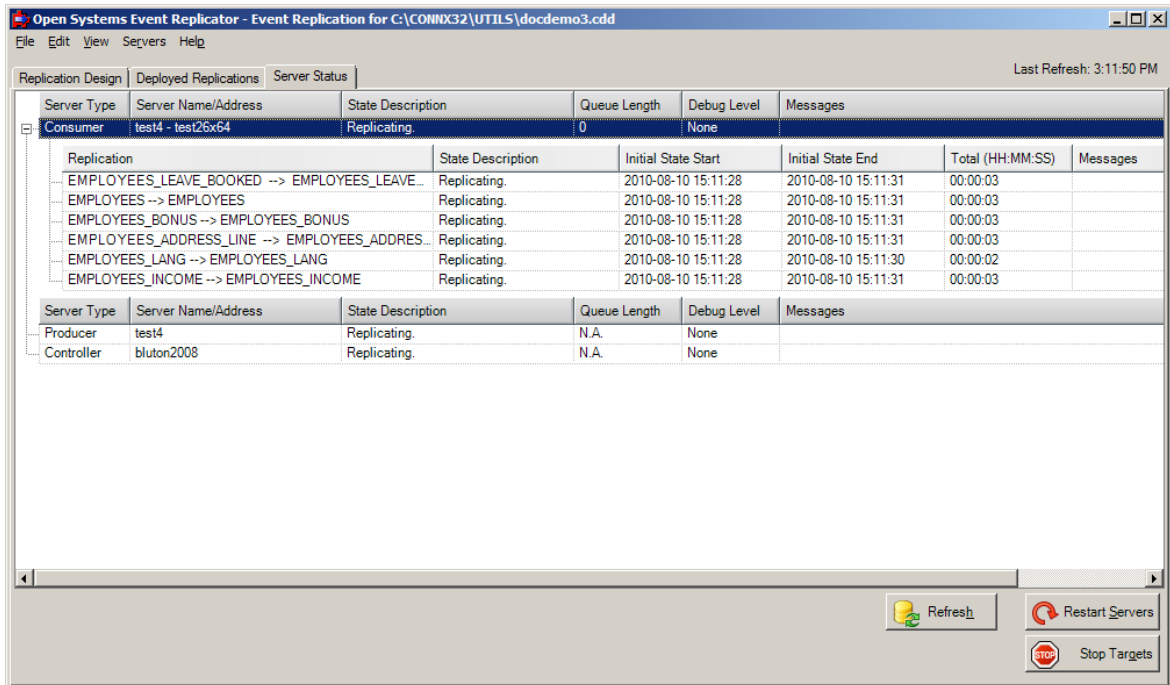 Open Systems Event Replicator - Event Replication for C:\CONNX32\UTILS\docdemo3.cdd
File Edit View Servers Help
Replication Design Deployed Replications Server Status Last Refresh: 3:11:50 PM
Server Type Server Name/Address State Description Queue Length Debug Level Messages
Consumer test4 - test26x64 Replicating. 0 None
Replication State Description Initial State Start Initial State End Total (HH:MM:SS) Messages
EMPLOYEES_LEAVE_BOOKED --> EMPLOYEES_LEAVE... Replicating. 2010-08-10 15:11:28 2010-08-10 15:11:31 00:00:03
EMPLOYEES --> EMPLOYEES Replicating. 2010-08-10 15:11:28 2010-08-10 15:11:31 00:00:03
EMPLOYEES_BONUS --> EMPLOYEES_BONUS Replicating. 2010-08-10 15:11:28 2010-08-10 15:11:31 00:00:03
EMPLOYEES_ADDRESS_LINE --> EMPLOYEES_ADDRES... Replicating. 2010-08-10 15:11:28 2010-08-10 15:11:31 00:00:03
EMPLOYEES_LANG --> EMPLOYEES_LANG Replicating. 2010-08-10 15:11:28 2010-08-10 15:11:30 00:00:02
EMPLOYEES_INCOME --> EMPLOYEES_INCOME Replicating. 2010-08-10 15:11:28 2010-08-10 15:11:31 00:00:03
Server Type Server Name/Address State Description Queue Length Debug Level Messages
Producer test4 Replicating. N.A. None
Controller bluton2008 Replicating. N.A. None
Refresh Restart Servers
STOP Stop Targets